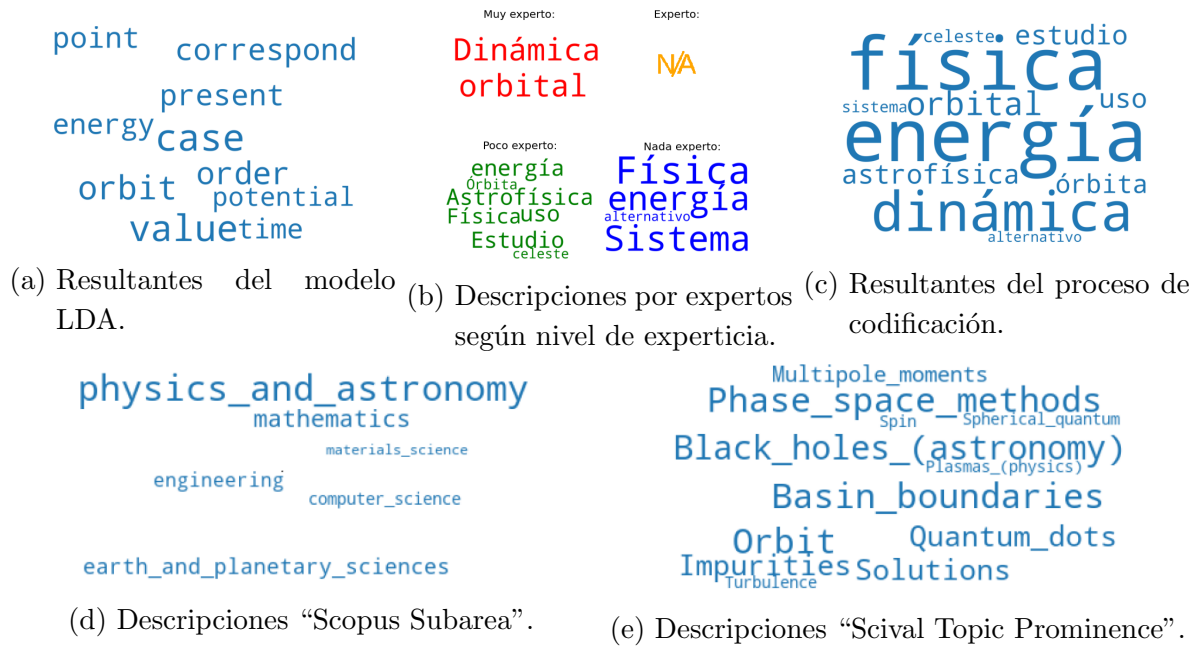 point
correspond
present
energy
case
order
orbit
potential
value
time
(a) Resultantes del modelo
LDA.
Muy experto:
Dinámica
orbital
Experto:
N/A
Poco experto:
energía
Órbita
Astrofísica
Física
uso
Estudio
celeste
Nada experto:
Física
energía
alternativo
Sistema
(b) Descripciones por expertos
según nivel de experticia.
celeste
estudio
física
sistema
orbital
uso
energía
astrofísica
órbita
dinámica
alternativo
(c) Resultantes del proceso de
codificación.
physics_and_astronomy
mathematics
materials_science
engineering
computer_science
earth_and_planetary_sciences
(d) Descripciones “Scopus Subarea”.
Multipole_moments
Phase_space_methods
Spin
Spherical_quantum
Black_holes_(astronomy)
Plasmas_(physics)
Basin_boundaries
Orbit
Quantum_dots
Impurities
Solutions
Turbulence
(e) Descripciones “Scival Topic Prominence”.